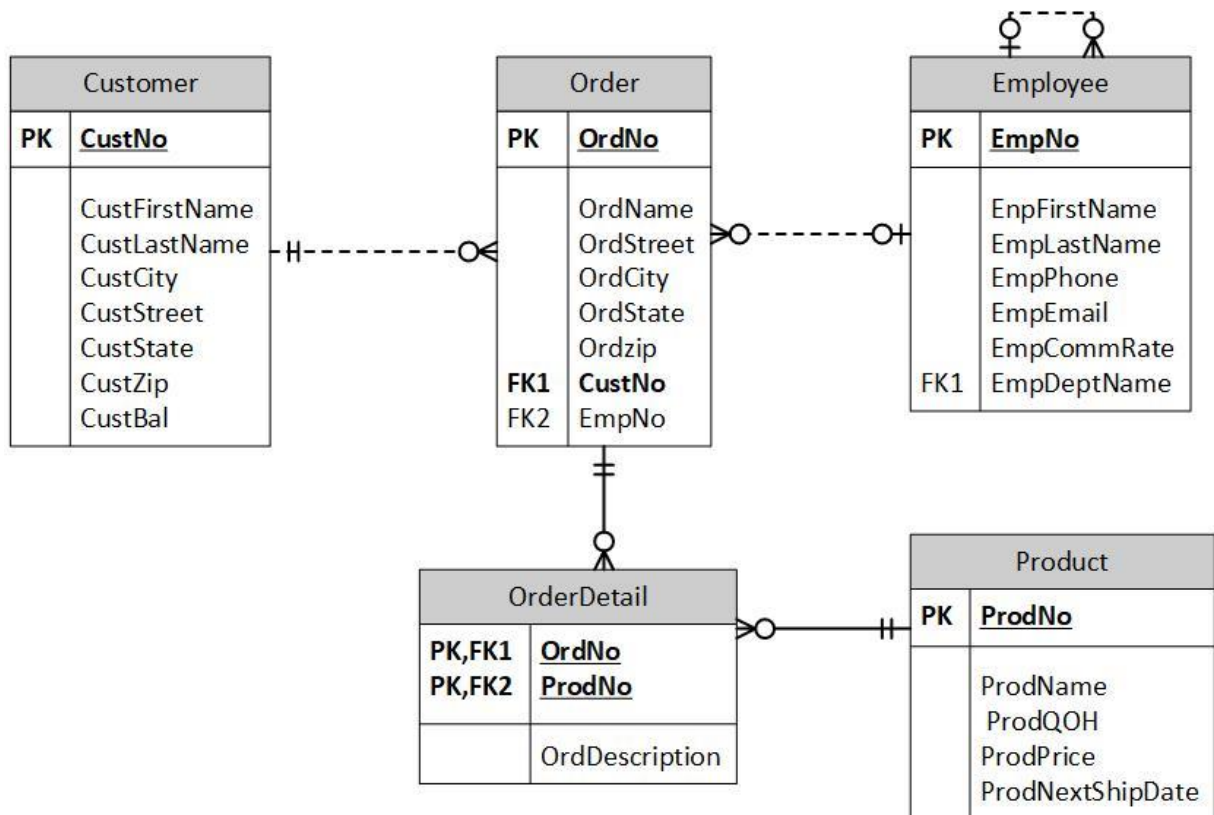 Customer
PK CustNo
CustFirstName
CustLastName
CustCity
CustStreet
CustState
CustZip
CustBal
Order
PK OrdNo
OrdName
OrdStreet
OrdCity
OrdState
Ordzip
FK1 CustNo
FK2 EmpNo
Employee
PK EmpNo
EnpFirstName
EmpLastName
EmpPhone
EmpEmail
EmpCommRate
FK1 EmpDeptName
OrderDetail
PK,FK1 OrdNo
PK,FK2 ProdNo
OrdDescription
Product
PK ProdNo
ProdName
ProdQOH
ProdPrice
ProdNextShipDate